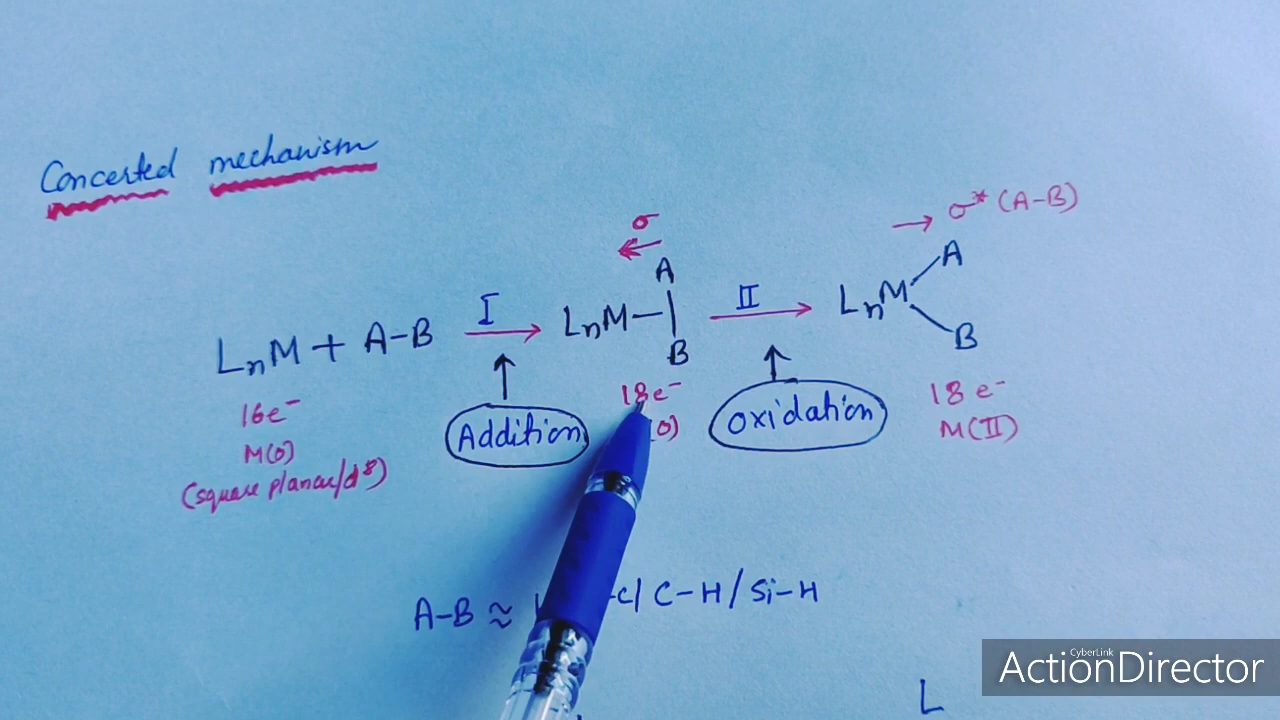 Concerted mechanism
σ
→ σ* (A-B)
I
II
LnM + A-B → LnM-A-B → LnM A B
16e⁻
M(0)
(square planar/d⁸)
Addition
18e⁻
(0)
Oxidation
18 e⁻
M(II)
A-B ≈ C/ C-H / Si-H
L
CyberLink
ActionDirector